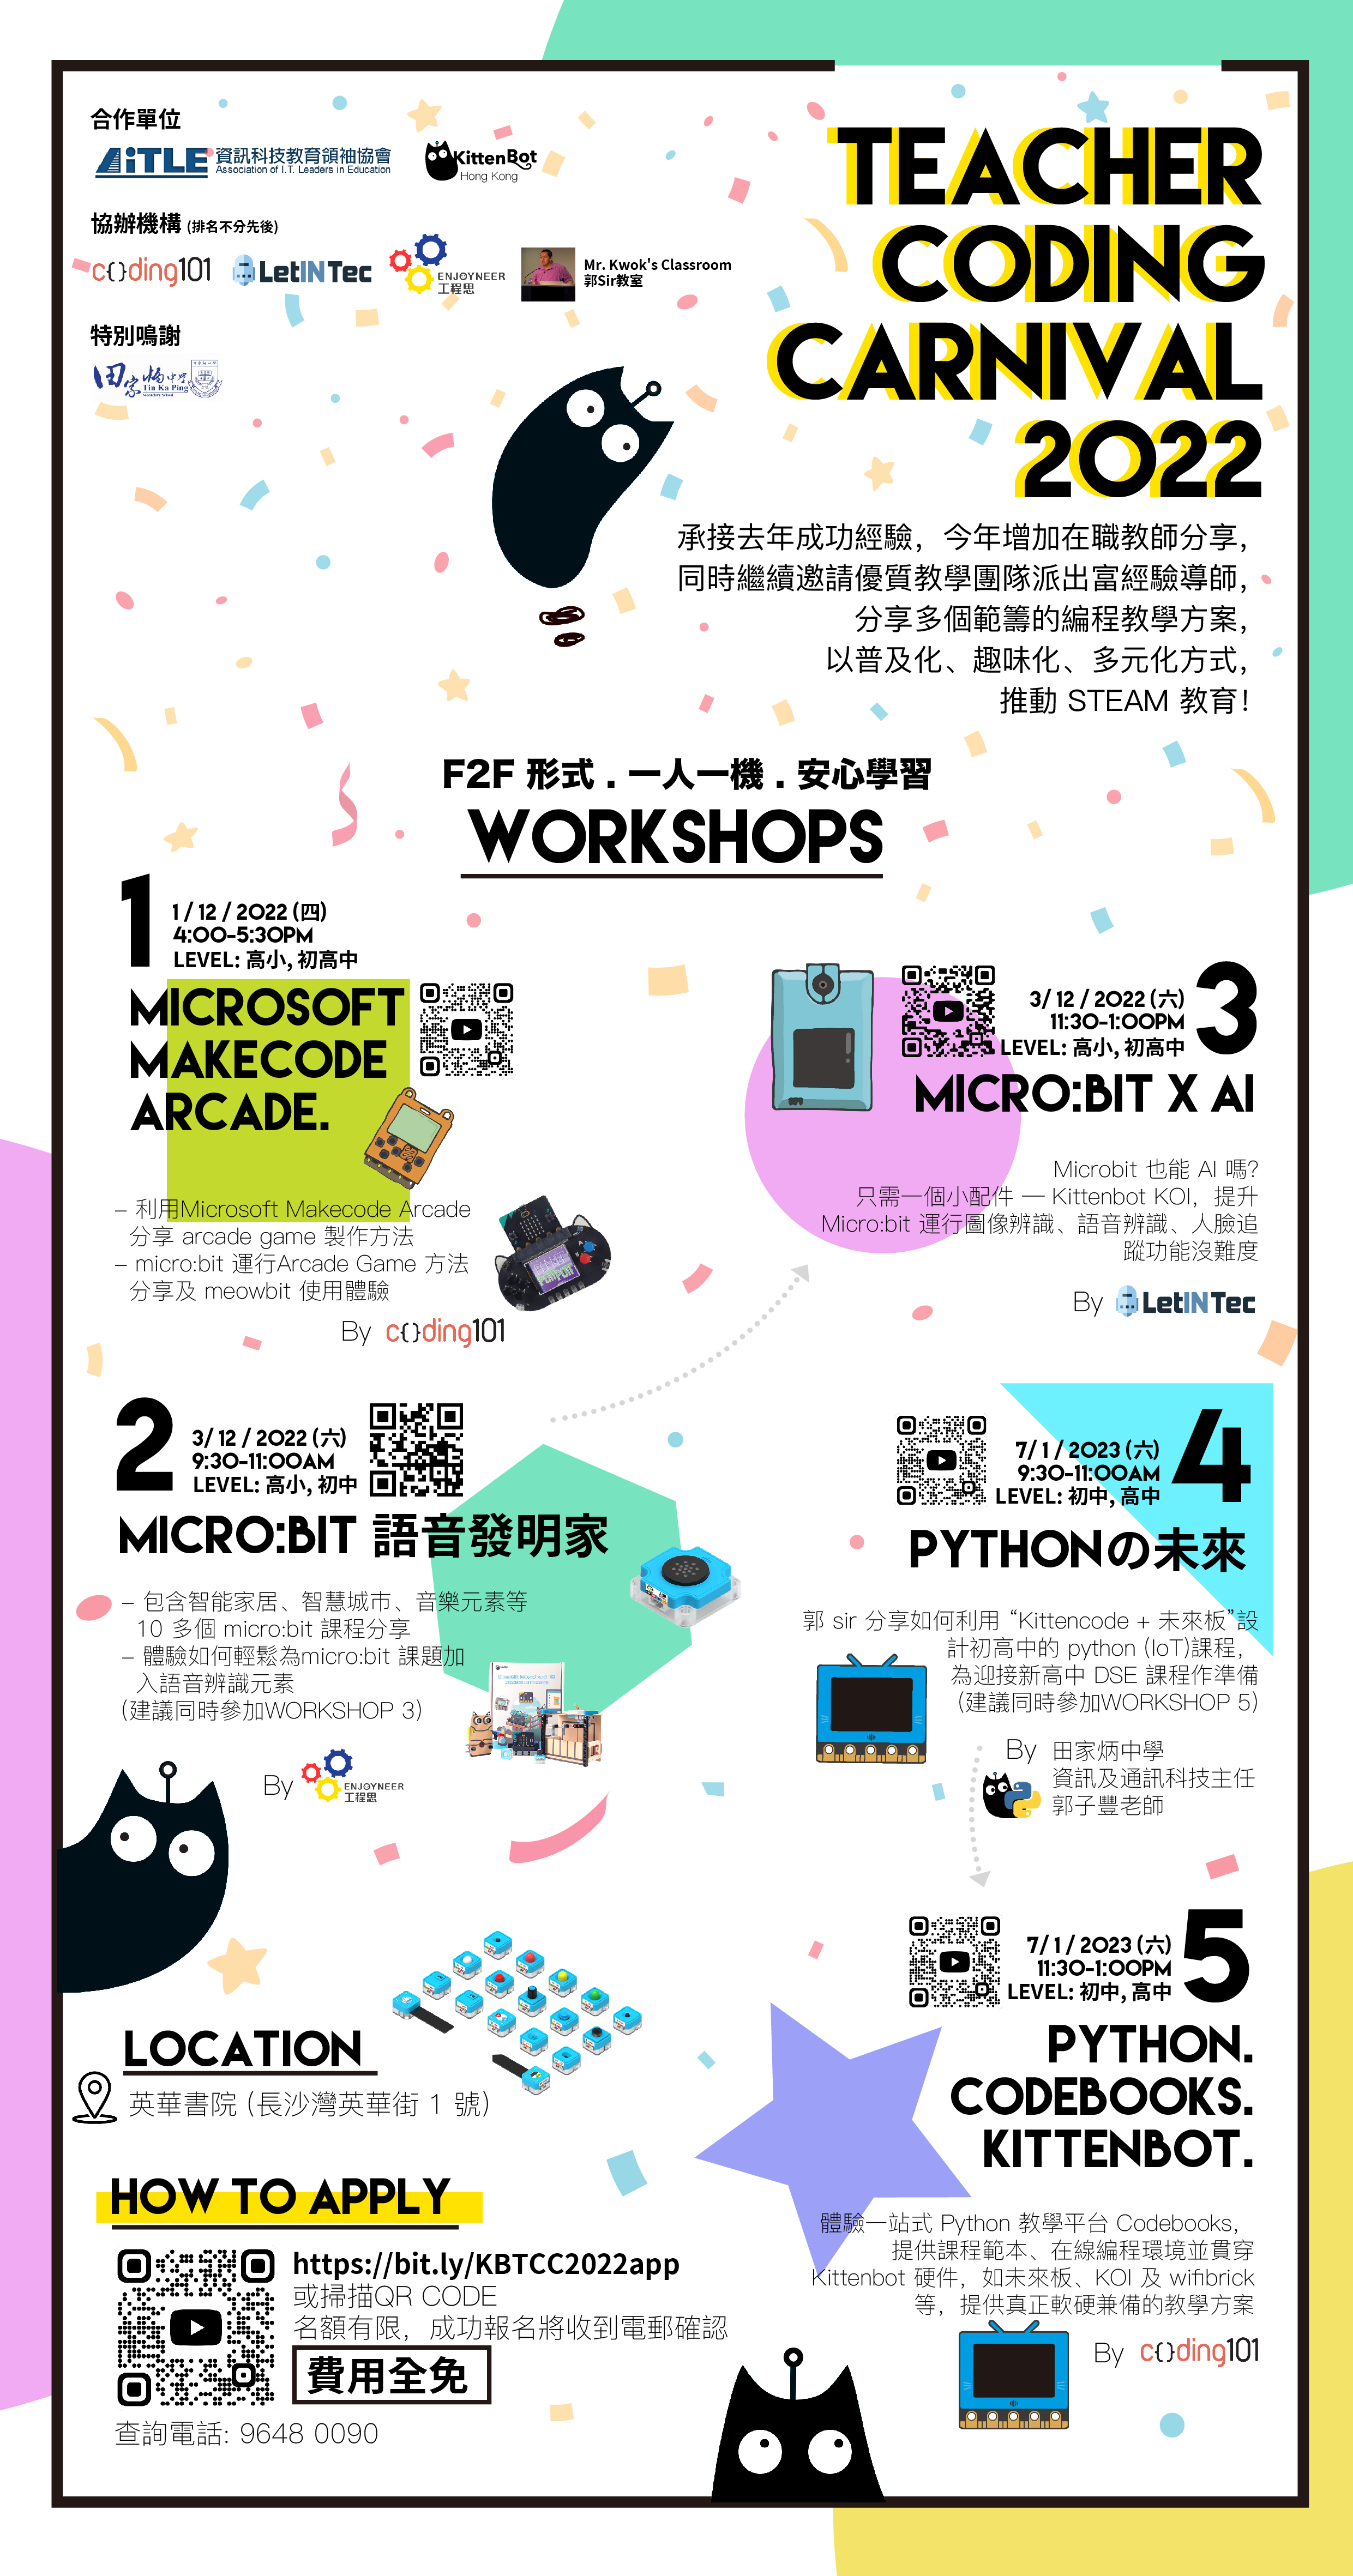 合作單位
AiTLE 資訊科技教育領袖協會
Association of I.T. Leaders in Education
KittenBot
Hong Kong
協辦機構 (排名不分先後)
c{}ding101
LetINTec
ENJOYNEER
工程思
Mr. Kwok's Classroom
郭Sir教室
特別鳴謝
田家炳中學
Tin Ka Ping
Secondary School
TEACHER
CODING
CARNIVAL
2022
承接去年成功經驗，今年增加在職教師分享，
同時繼續邀請優質教學團隊派出富經驗導師，
分享多個範籌的編程教學方案，
以普及化、趣味化、多元化方式，
推動 STEAM 教育！
F2F 形式 . 一人一機 . 安心學習
WORKSHOPS
1
1 / 12 / 2022 (四)
4:00-5:30PM
LEVEL: 高小, 初高中
MICROSOFT
MAKECODE
ARCADE.
– 利用Microsoft Makecode Arcade
分享 arcade game 製作方法
– micro:bit 運行Arcade Game 方法
分享及 meowbit 使用體驗
By c{}ding101
2
3/ 12 / 2022 (六)
9:30-11:00AM
LEVEL: 高小, 初中
MICRO:BIT 語音發明家
– 包含智能家居、智慧城市、音樂元素等
10 多個 micro:bit 課程分享
– 體驗如何輕鬆為micro:bit 課題加
入語音辨識元素
(建議同時參加WORKSHOP 3)
By ENJOYNEER
工程思
3
3/ 12 / 2022 (六)
11:30-1:00PM
LEVEL: 高小, 初高中
MICRO:BIT X AI
Microbit 也能 AI 嗎?
只需一個小配件 — Kittenbot KOI，提升
Micro:bit 運行圖像辨識、語音辨識、人臉追
蹤功能沒難度
By LetINTec
4
7/ 1 / 2023 (六)
9:30-11:00AM
LEVEL: 初中, 高中
PYTHONの未來
郭 sir 分享如何利用 “Kittencode + 未來板”設
計初高中的 python (IoT)課程，
為迎接新高中 DSE 課程作準備
(建議同時參加WORKSHOP 5)
By 田家炳中學
資訊及通訊科技主任
郭子豐老師
5
7/ 1 / 2023 (六)
11:30-1:00PM
LEVEL: 初中, 高中
PYTHON.
CODEBOOKS.
KITTENBOT.
體驗一站式 Python 教學平台 Codebooks，
提供課程範本、在線編程環境並貫穿
Kittenbot 硬件，如未來板、KOI 及 wifibrick
等，提供真正軟硬兼備的教學方案
By c{}ding101
LOCATION
英華書院 (長沙灣英華街 1 號)
HOW TO APPLY
https://bit.ly/KBTCC2022app
或掃描QR CODE
名額有限，成功報名將收到電郵確認
費用全免
查詢電話: 9648 0090